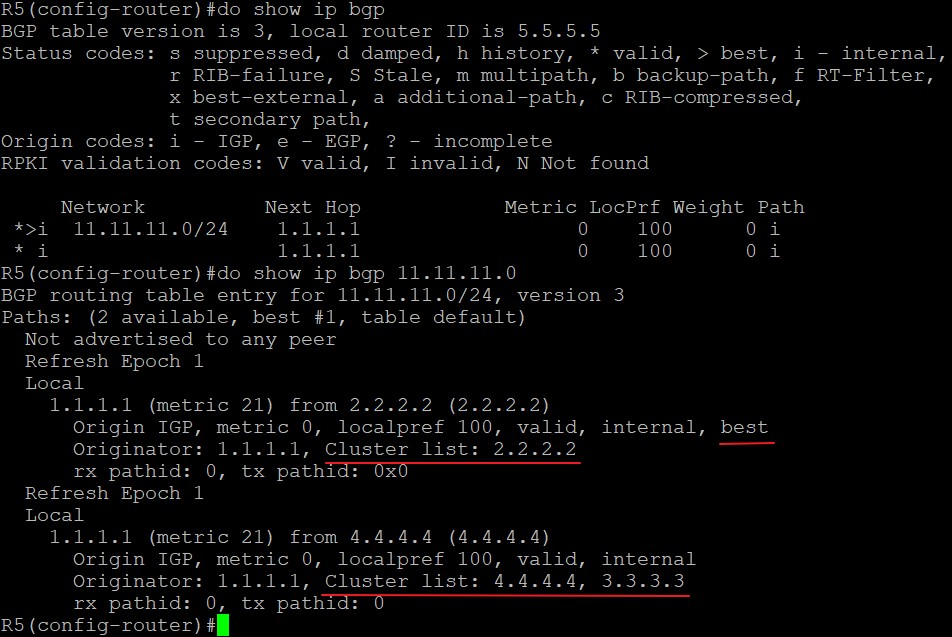 R5(config-router)#do show ip bgp
BGP table version is 3, local router ID is 5.5.5.5
Status codes: s suppressed, d damped, h history, * valid, > best, i - internal,
              r RIB-failure, S Stale, m multipath, b backup-path, f RT-Filter,
              x best-external, a additional-path, c RIB-compressed,
              t secondary path,
Origin codes: i - IGP, e - EGP, ? - incomplete
RPKI validation codes: V valid, I invalid, N Not found

     Network          Next Hop            Metric LocPrf Weight Path
 *>i  11.11.11.0/24    1.1.1.1                  0    100      0 i
 * i                   1.1.1.1                  0    100      0 i
R5(config-router)#do show ip bgp 11.11.11.0
BGP routing table entry for 11.11.11.0/24, version 3
Paths: (2 available, best #1, table default)
  Not advertised to any peer
  Refresh Epoch 1
  Local
    1.1.1.1 (metric 21) from 2.2.2.2 (2.2.2.2)
      Origin IGP, metric 0, localpref 100, valid, internal, best
      Originator: 1.1.1.1, Cluster list: 2.2.2.2
      rx pathid: 0, tx pathid: 0x0
  Refresh Epoch 1
  Local
    1.1.1.1 (metric 21) from 4.4.4.4 (4.4.4.4)
      Origin IGP, metric 0, localpref 100, valid, internal
      Originator: 1.1.1.1, Cluster list: 4.4.4.4, 3.3.3.3
      rx pathid: 0, tx pathid: 0
R5(config-router)#